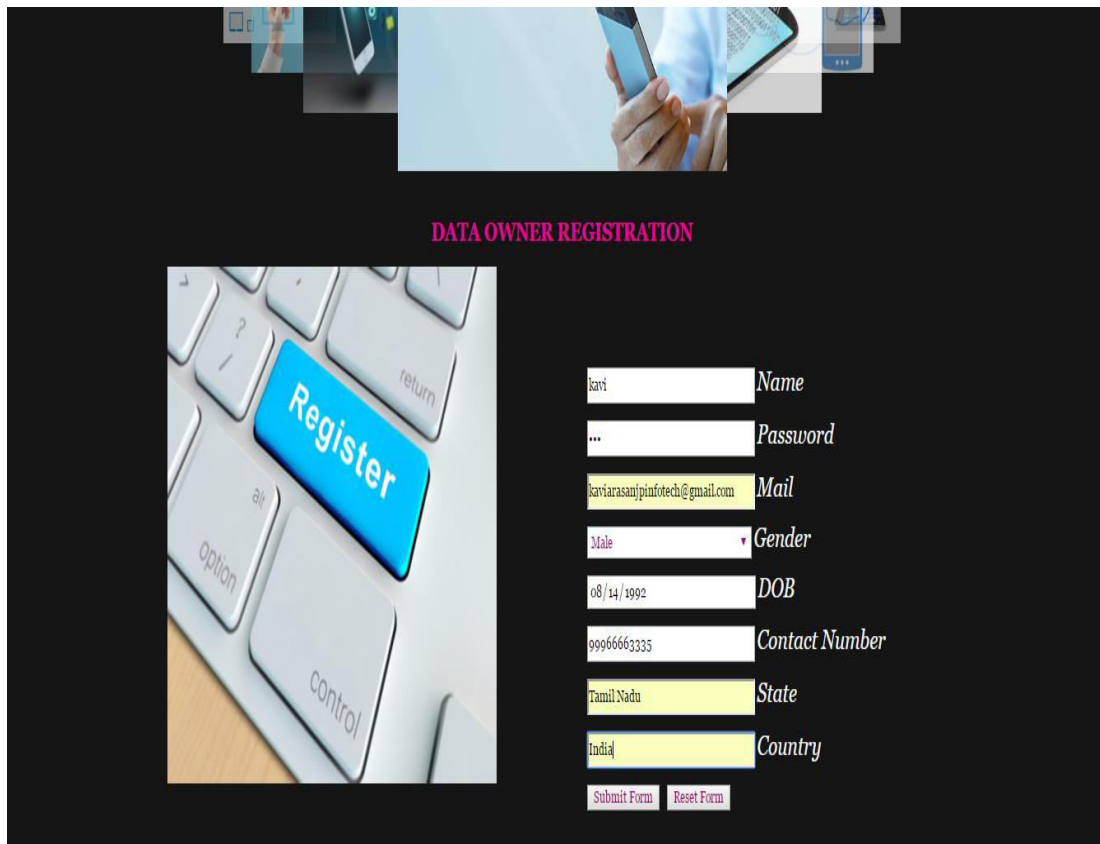 DATA OWNER REGISTRATION
?
/
return
Register
alt
option
control
kavi Name
••• Password
kaviarasanjpinfotech@gmail.com Mail
Male Gender
08/14/1992 DOB
99966663335 Contact Number
Tamil Nadu State
India Country
Submit Form Reset Form